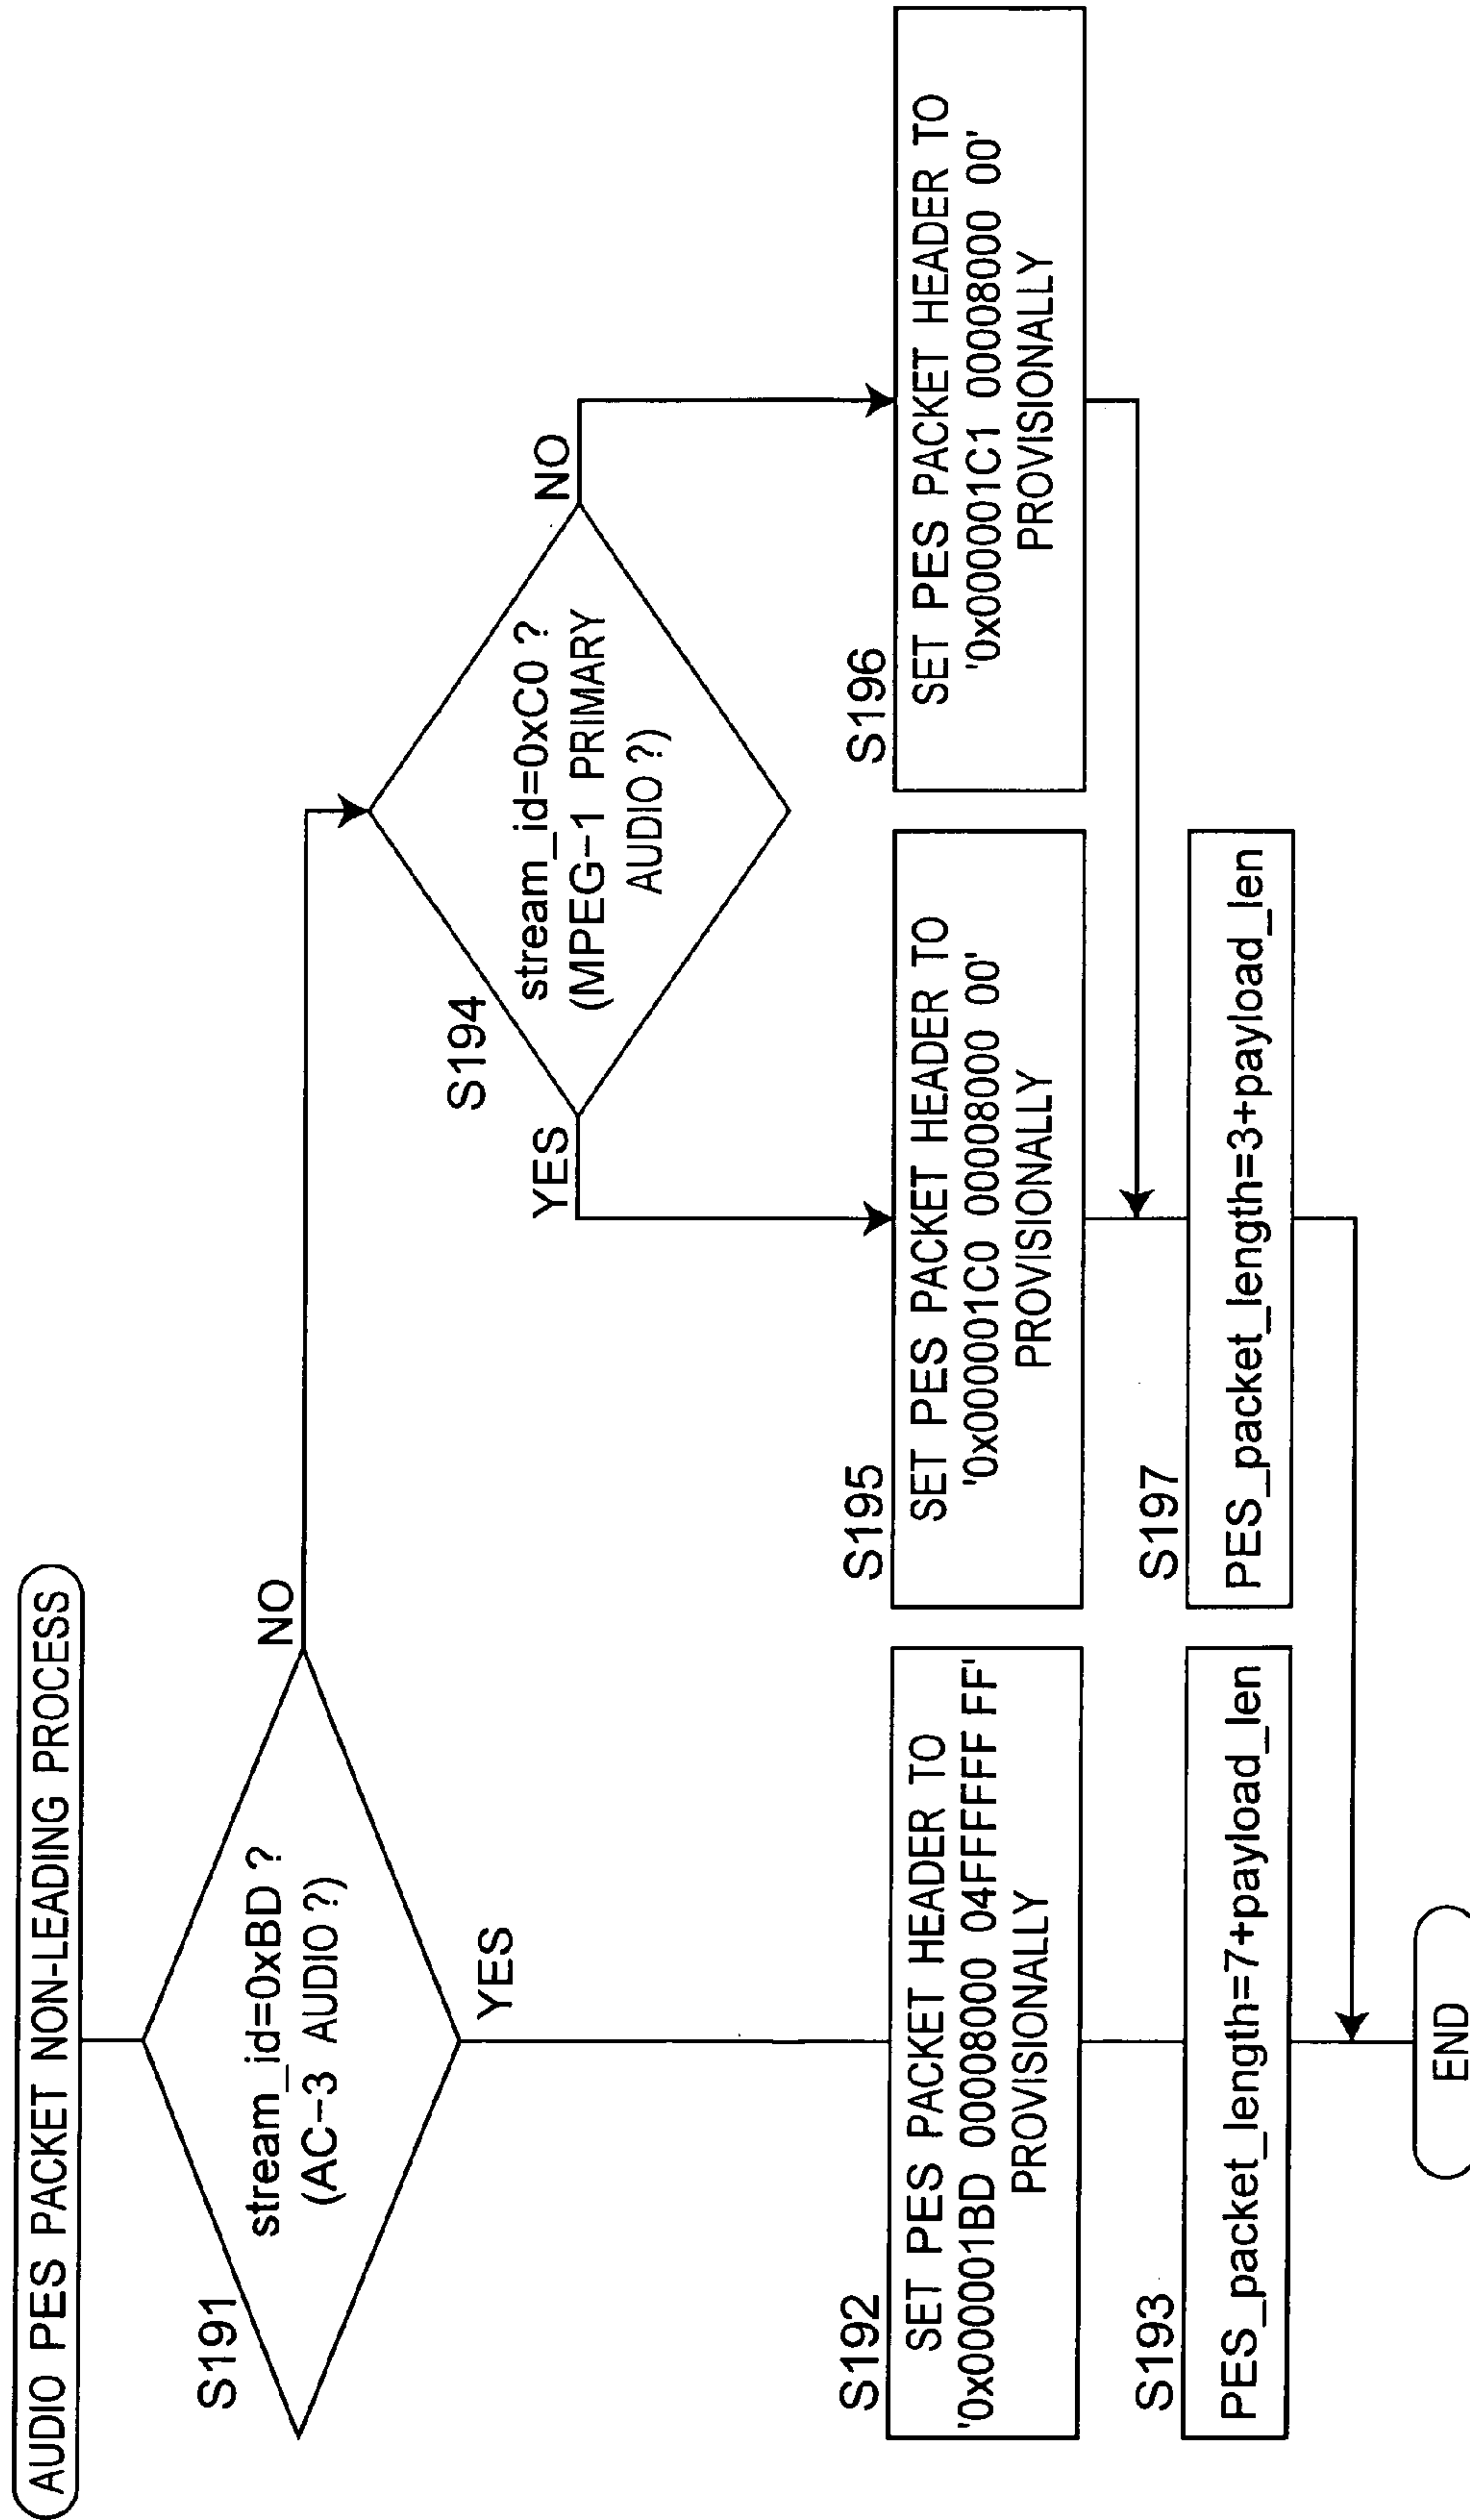 AUDIO PES PACKET NON-LEADING PROCESS
S191
stream_id=0xBD ?
(AC-3 AUDIO?)
NO
YES
S194
stream_id=0xC0 ?
(MPEG-1 PRIMARY
AUDIO?)
YES
NO
S192
SET PES PACKET HEADER TO
'0x000001BD 00008000 04FFFFFF FF'
PROVISIONALLY
S195
SET PES PACKET HEADER TO
'0x000001C0 00008000 00'
PROVISIONALLY
S196
SET PES PACKET HEADER TO
'0x000001C1 00008000 00'
PROVISIONALLY
S193
PES_packet_length=7+payload_len
S197
PES_packet_length=3+payload_len
END